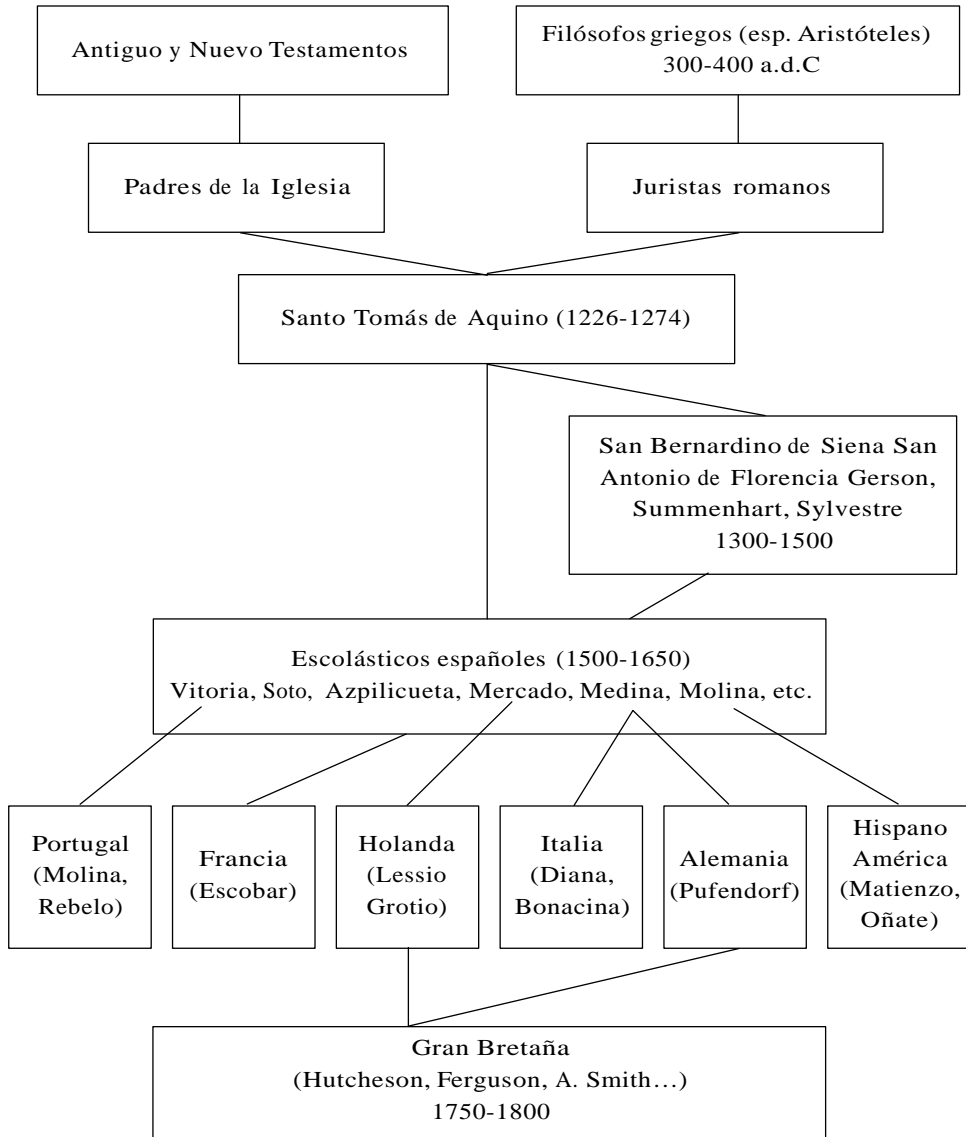 Antiguo y Nuevo Testamentos
Filósofos griegos (esp. Aristóteles)
300-400 a.d.C
Padres de la Iglesia
Juristas romanos
Santo Tomás de Aquino (1226-1274)
San Bernardino de Siena San
Antonio de Florencia Gerson,
Summenhart, Sylvestre
1300-1500
Escolásticos españoles (1500-1650)
Vitoria, Soto, Azpilicueta, Mercado, Medina, Molina, etc.
Portugal
(Molina,
Rebelo)
Francia
(Escobar)
Holanda
(Lessio
Grotio)
Italia
(Diana,
Bonacina)
Alemania
(Pufendorf)
Hispano
América
(Matienzo,
Oñate)
Gran Bretaña
(Hutcheson, Ferguson, A. Smith…)
1750-1800